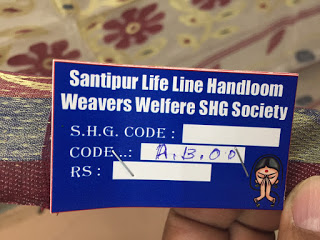 Santipur Life Line Handloom
Weavers Welfere SHG Society
S.H.G. CODE :
CODE ..: A.B.00
RS :